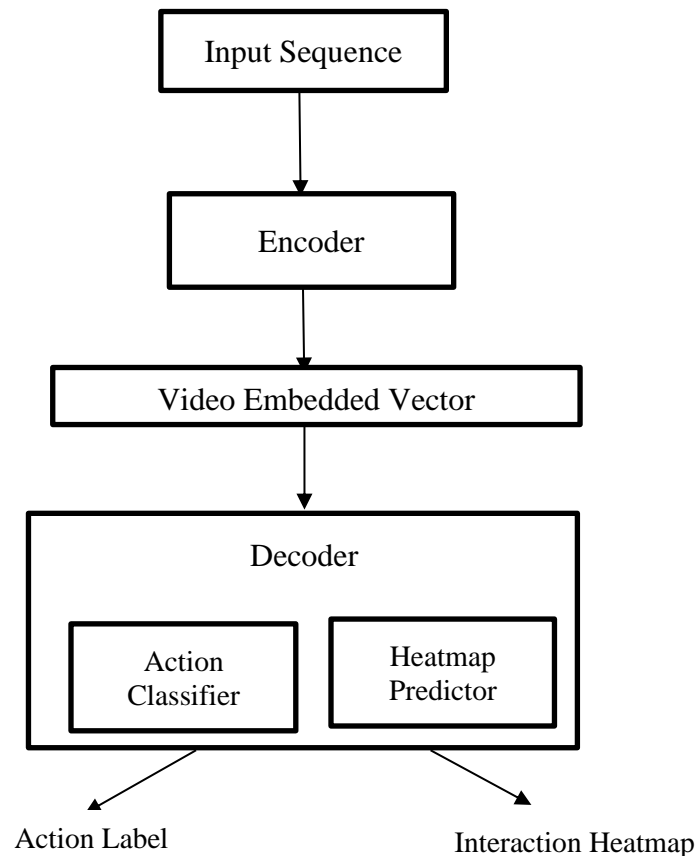 Input Sequence
Encoder
Video Embedded Vector
Decoder
Action
Classifier
Heatmap
Predictor
Action Label
Interaction Heatmap